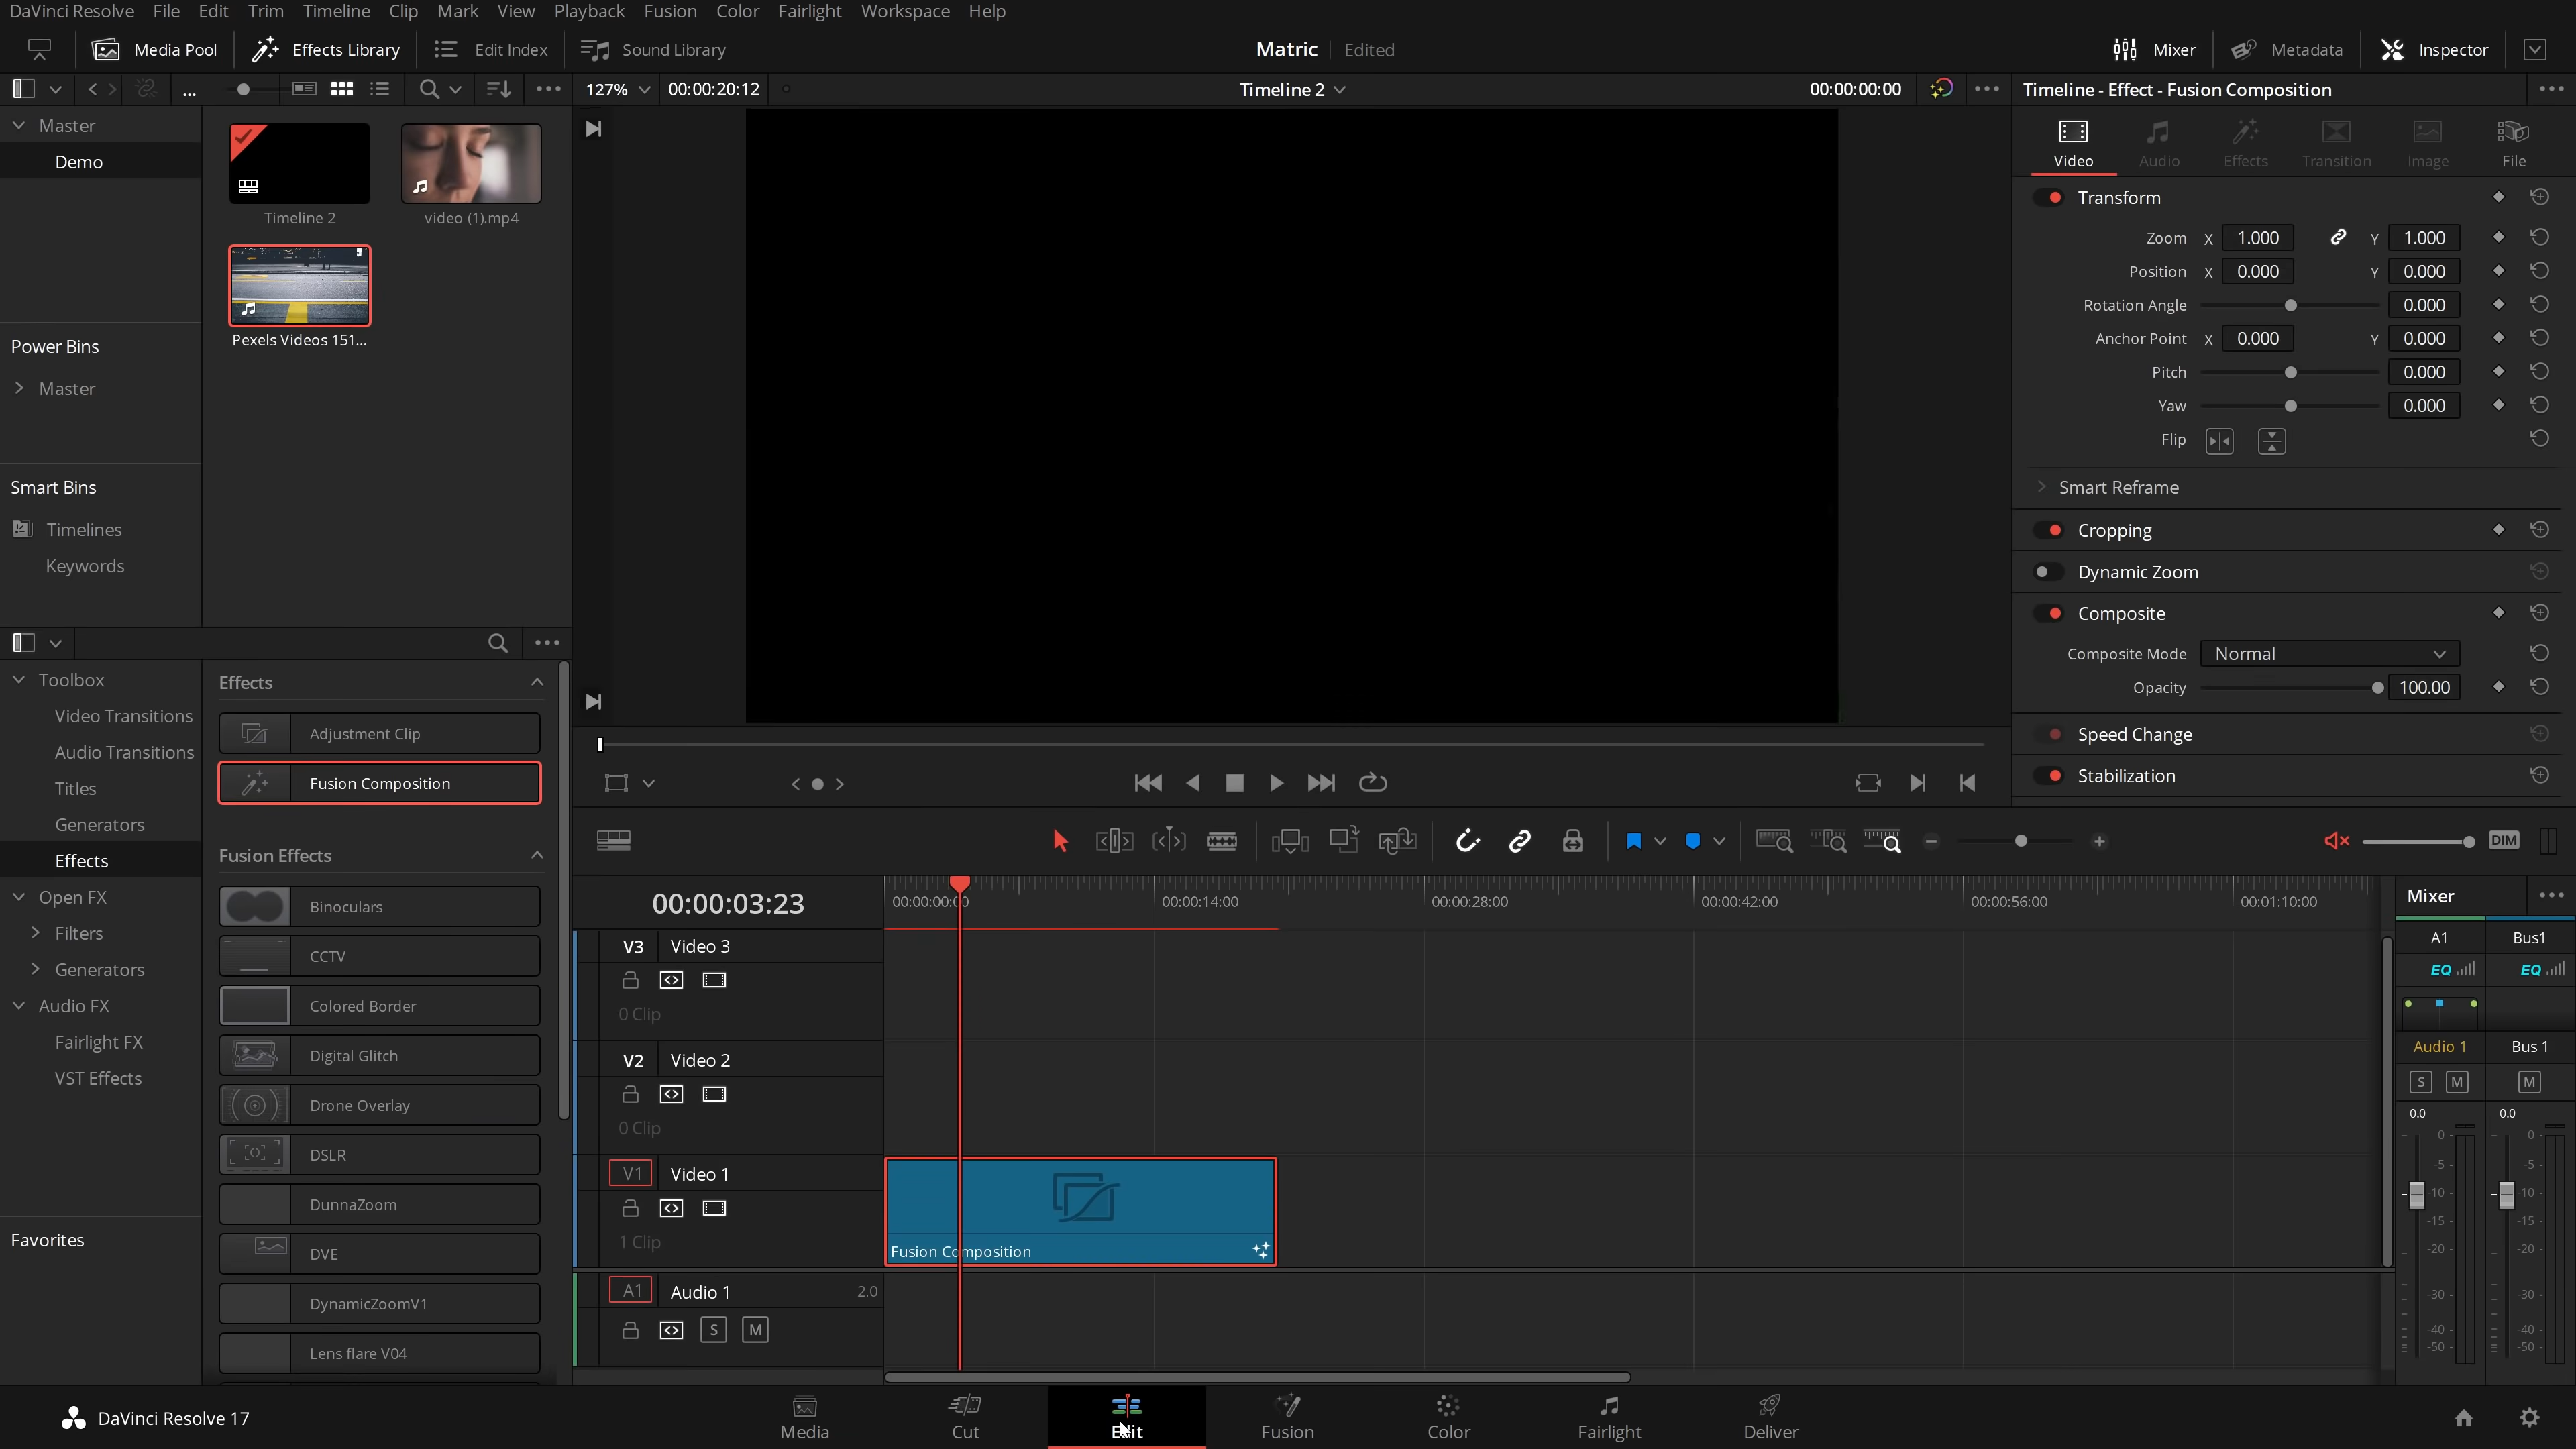 DaVinci Resolve File Edit Trim Timeline Clip Mark View Playback Fusion Color Fairlight Workspace Help
Media Pool Effects Library Edit Index Sound Library Matric Edited Mixer Metadata Inspector
... 127% 00:00:20:12 Timeline 2 00:00:00:00 Timeline - Effect - Fusion Composition
Master
Demo
Timeline 2
video (1).mp4
Pexels Videos 151...
Power Bins
Master
Smart Bins
Timelines
Keywords
Video Audio Effects Transition Image File
Transform
Zoom X 1.000 Y 1.000
Position X 0.000 Y 0.000
Rotation Angle 0.000
Anchor Point X 0.000 Y 0.000
Pitch 0.000
Yaw 0.000
Flip
Smart Reframe
Cropping
Dynamic Zoom
Composite
Composite Mode Normal
Opacity 100.00
Speed Change
Stabilization
Toolbox
Video Transitions
Audio Transitions
Titles
Generators
Effects
Open FX
Filters
Generators
Audio FX
Fairlight FX
VST Effects
Favorites
Effects
Adjustment Clip
Fusion Composition
Fusion Effects
Binoculars
CCTV
Colored Border
Digital Glitch
Drone Overlay
DSLR
DunnaZoom
DVE
DynamicZoomV1
Lens flare V04
DIM
00:00:03:23
00:00:00:00 00:00:14:00 00:00:28:00 00:00:42:00 00:00:56:00 00:01:10:00
V3 Video 3
0 Clip
V2 Video 2
0 Clip
V1 Video 1
1 Clip
Fusion Composition
A1 Audio 1 2.0
S M
Mixer
A1 Bus1
EQ EQ
Audio 1 Bus 1
S M M
0.0 0.0
0 0
-5 -5
-10 -10
-15 -15
-20 -20
-30 -30
-40 -40
-50 -50
DaVinci Resolve 17
Media Cut Edit Fusion Color Fairlight Deliver